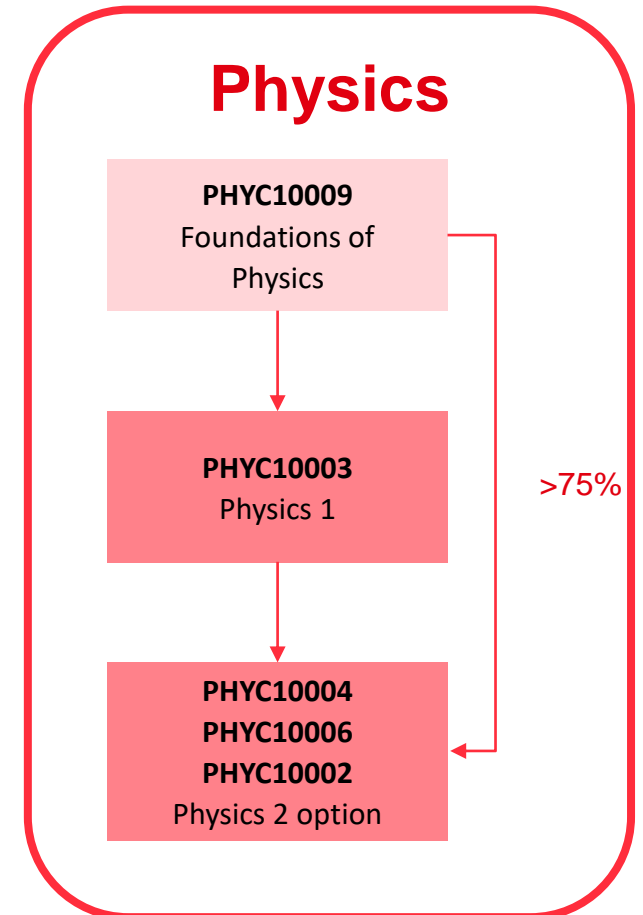 Physics
PHYC10009
Foundations of
Physics
PHYC10003
Physics 1
>75%
PHYC10004
PHYC10006
PHYC10002
Physics 2 option